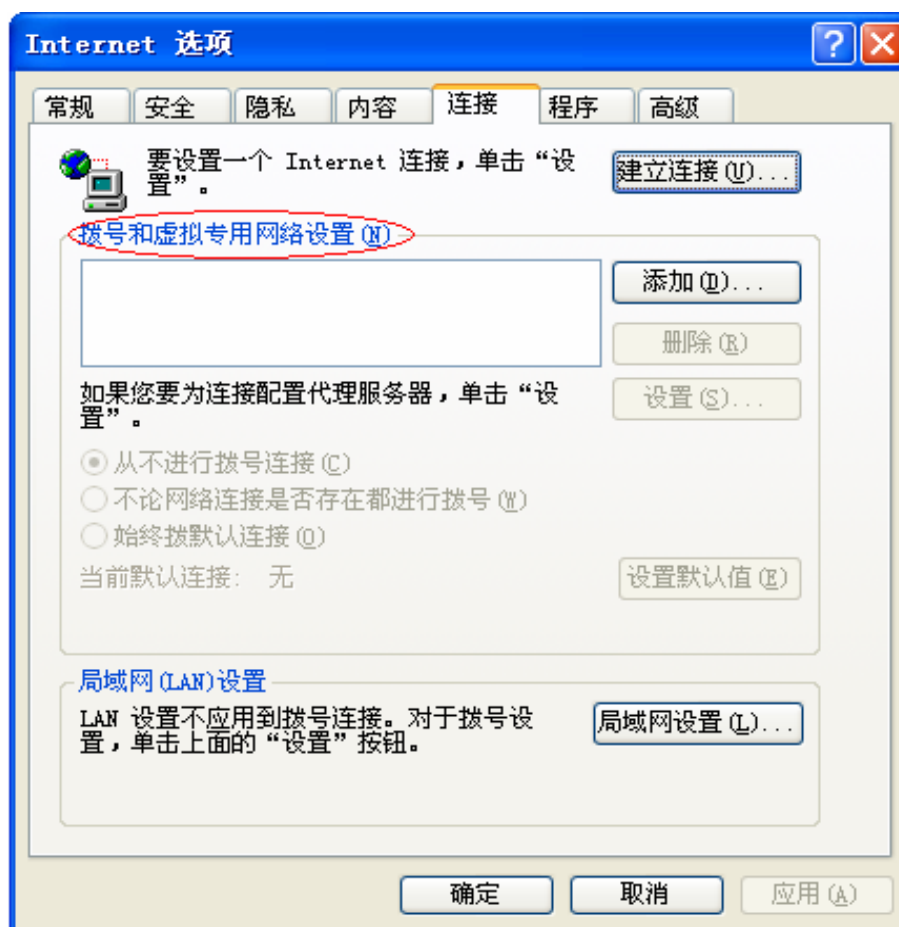 Internet 选项
常规
安全
隐私
内容
连接
程序
高级
要设置一个 Internet 连接，单击“设
置”。
建立连接(U)...
拨号和虚拟专用网络设置(N)
添加(D)...
删除(R)
如果您要为连接配置代理服务器，单击“设
置”。
设置(S)...
从不进行拨号连接(C)
不论网络连接是否存在都进行拨号(W)
始终拨默认连接(O)
当前默认连接: 无
设置默认值(E)
局域网(LAN)设置
LAN 设置不应用到拨号连接。对于拨号设
置，单击上面的“设置”按钮。
局域网设置(L)...
确定
取消
应用(A)